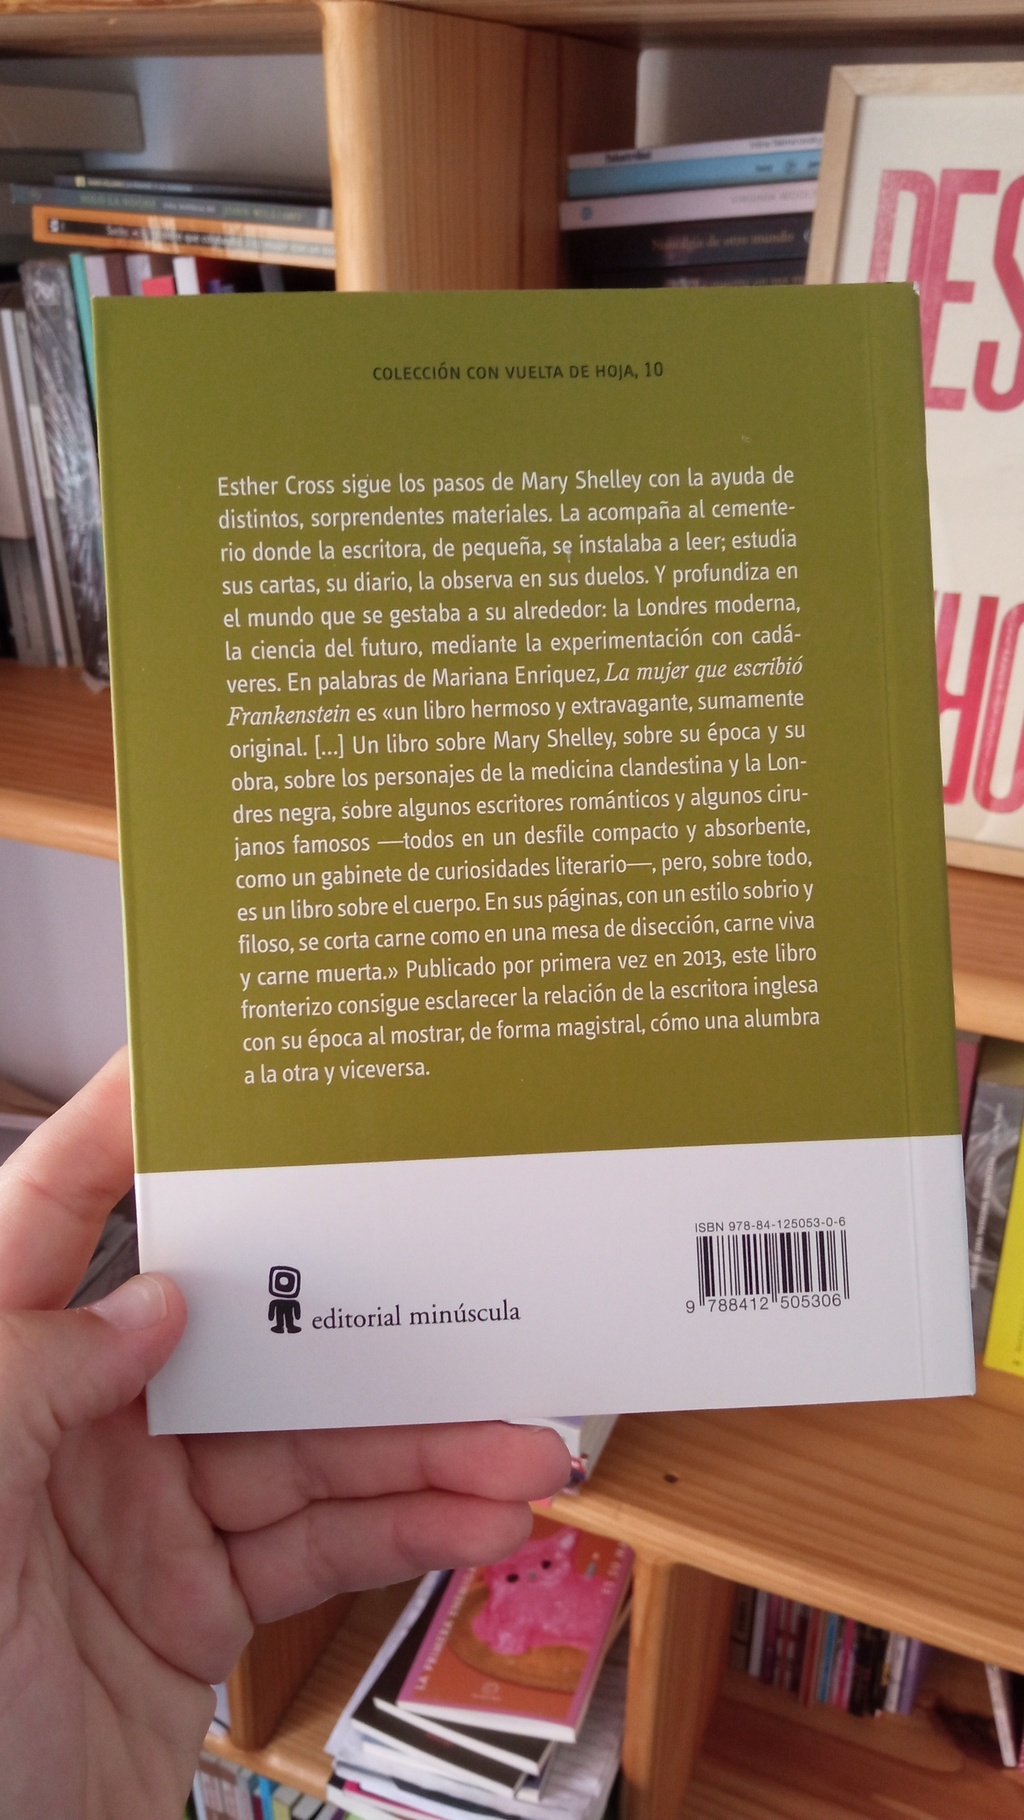 Nostalgia de otro mundo
DES
HO
COLECCIÓN CON VUELTA DE HOJA, 10
Esther Cross sigue los pasos de Mary Shelley con la ayuda de
distintos, sorprendentes materiales. La acompaña al cemente-
rio donde la escritora, de pequeña, se instalaba a leer; estudia
sus cartas, su diario, la observa en sus duelos. Y profundiza en
el mundo que se gestaba a su alrededor: la Londres moderna,
la ciencia del futuro, mediante la experimentación con cadá-
veres. En palabras de Mariana Enriquez, La mujer que escribió
Frankenstein es «un libro hermoso y extravagante, sumamente
original. [...] Un libro sobre Mary Shelley, sobre su época y su
obra, sobre los personajes de la medicina clandestina y la Lon-
dres negra, sobre algunos escritores románticos y algunos ciru-
janos famosos —todos en un desfile compacto y absorbente,
como un gabinete de curiosidades literario—, pero, sobre todo,
es un libro sobre el cuerpo. En sus páginas, con un estilo sobrio y
filoso, se corta carne como en una mesa de disección, carne viva
y carne muerta.» Publicado por primera vez en 2013, este libro
fronterizo consigue esclarecer la relación de la escritora inglesa
con su época al mostrar, de forma magistral, cómo una alumbra
a la otra y viceversa.
ISBN 978-84-125053-0-6
9 788412 505306
editorial minúscula
LA PRIMERA